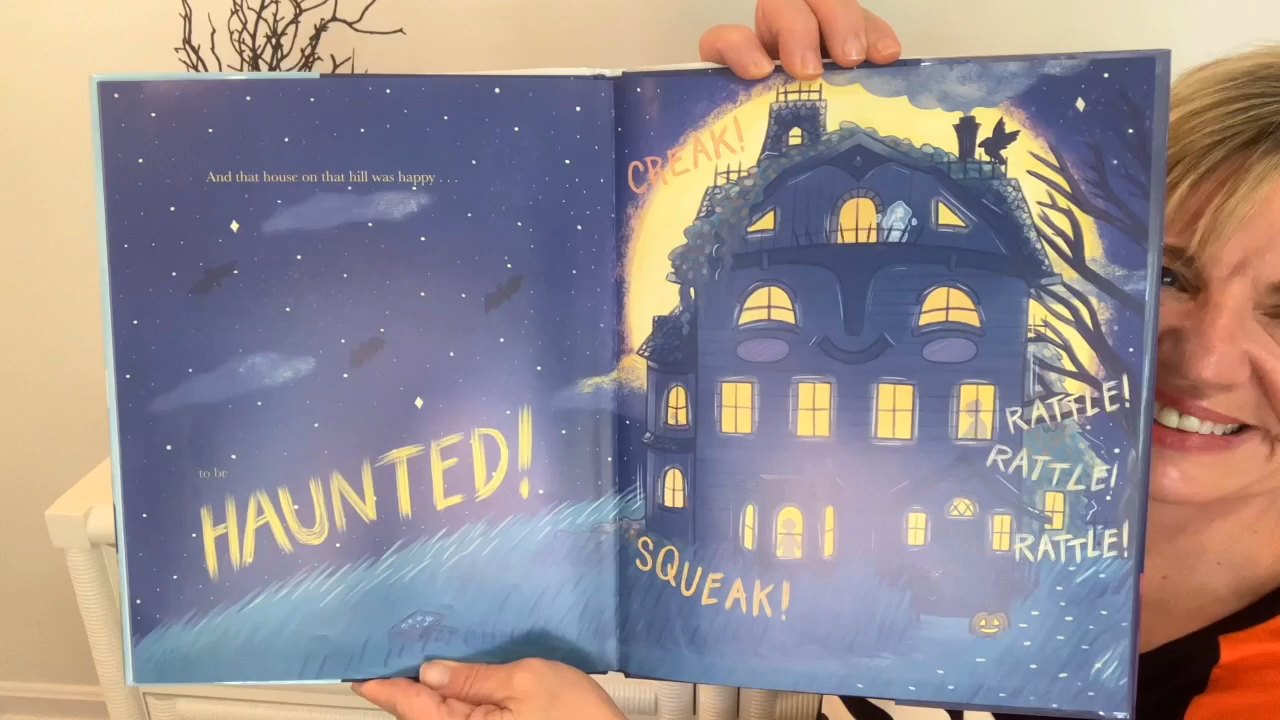 And that house on that hill was happy . . .
to be
HAUNTED!
CREAK!
RATTLE!
RATTLE!
RATTLE!
SQUEAK!